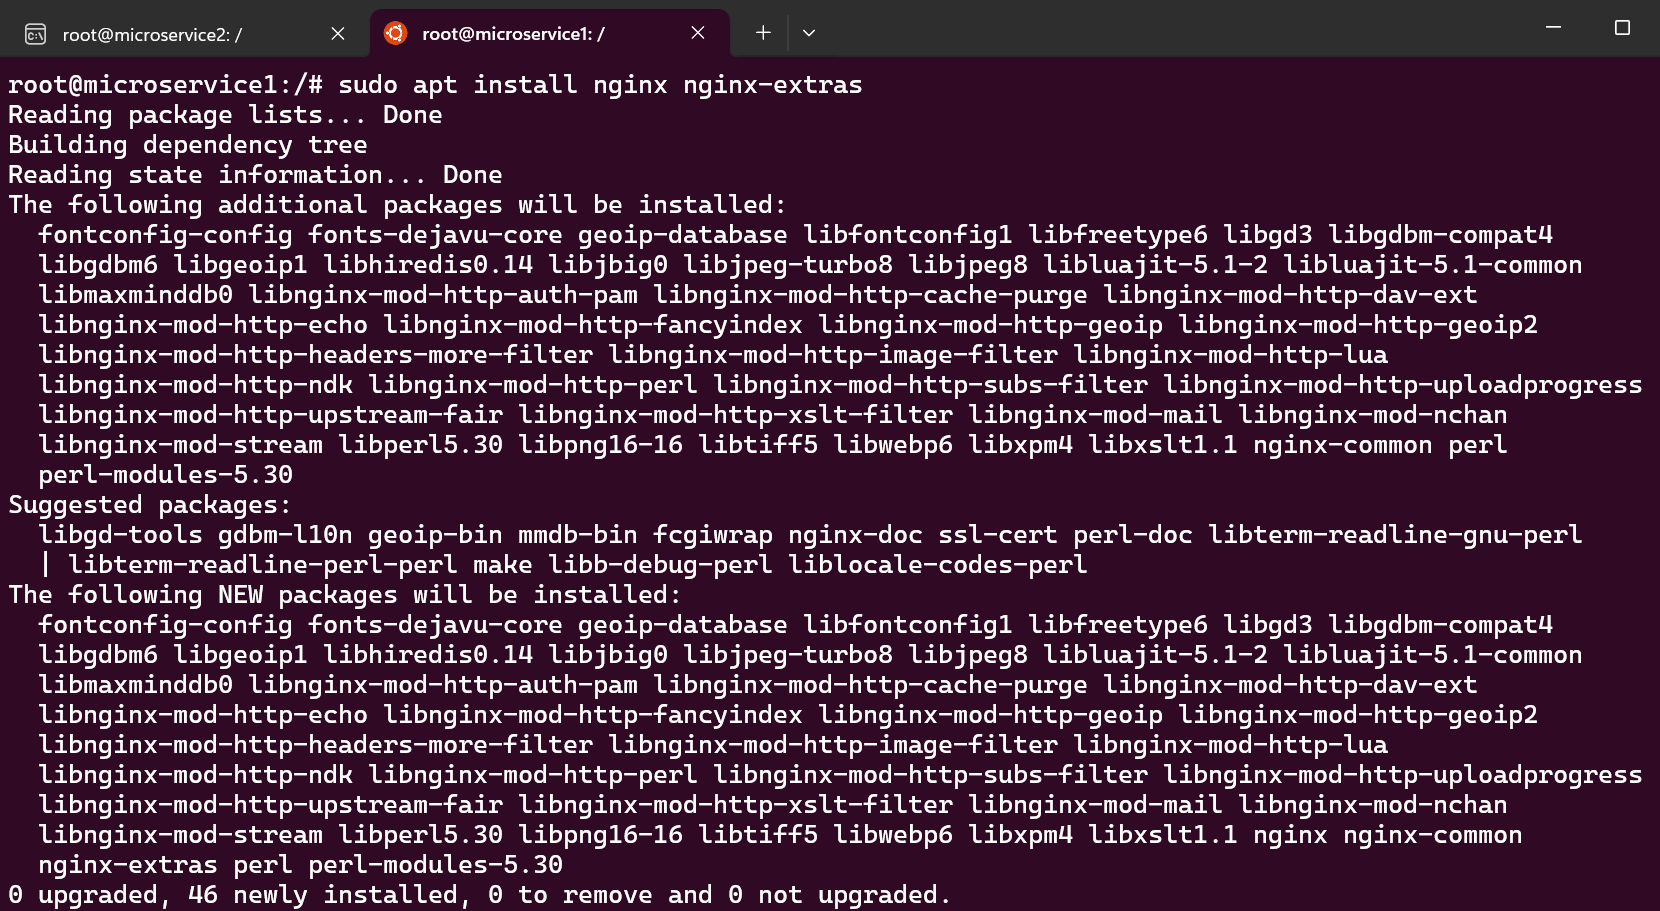 root@microservice2: /
root@microservice1: /
root@microservice1:/# sudo apt install nginx nginx-extras
Reading package lists... Done
Building dependency tree
Reading state information... Done
The following additional packages will be installed:
  fontconfig-config fonts-dejavu-core geoip-database libfontconfig1 libfreetype6 libgd3 libgdbm-compat4
  libgdbm6 libgeoip1 libhiredis0.14 libjbig0 libjpeg-turbo8 libjpeg8 libluajit-5.1-2 libluajit-5.1-common
  libmaxminddb0 libnginx-mod-http-auth-pam libnginx-mod-http-cache-purge libnginx-mod-http-dav-ext
  libnginx-mod-http-echo libnginx-mod-http-fancyindex libnginx-mod-http-geoip libnginx-mod-http-geoip2
  libnginx-mod-http-headers-more-filter libnginx-mod-http-image-filter libnginx-mod-http-lua
  libnginx-mod-http-ndk libnginx-mod-http-perl libnginx-mod-http-subs-filter libnginx-mod-http-uploadprogress
  libnginx-mod-http-upstream-fair libnginx-mod-http-xslt-filter libnginx-mod-mail libnginx-mod-nchan
  libnginx-mod-stream libperl5.30 libpng16-16 libtiff5 libwebp6 libxpm4 libxslt1.1 nginx-common perl
  perl-modules-5.30
Suggested packages:
  libgd-tools gdbm-l10n geoip-bin mmdb-bin fcgiwrap nginx-doc ssl-cert perl-doc libterm-readline-gnu-perl
  | libterm-readline-perl-perl make libb-debug-perl liblocale-codes-perl
The following NEW packages will be installed:
  fontconfig-config fonts-dejavu-core geoip-database libfontconfig1 libfreetype6 libgd3 libgdbm-compat4
  libgdbm6 libgeoip1 libhiredis0.14 libjbig0 libjpeg-turbo8 libjpeg8 libluajit-5.1-2 libluajit-5.1-common
  libmaxminddb0 libnginx-mod-http-auth-pam libnginx-mod-http-cache-purge libnginx-mod-http-dav-ext
  libnginx-mod-http-echo libnginx-mod-http-fancyindex libnginx-mod-http-geoip libnginx-mod-http-geoip2
  libnginx-mod-http-headers-more-filter libnginx-mod-http-image-filter libnginx-mod-http-lua
  libnginx-mod-http-ndk libnginx-mod-http-perl libnginx-mod-http-subs-filter libnginx-mod-http-uploadprogress
  libnginx-mod-http-upstream-fair libnginx-mod-http-xslt-filter libnginx-mod-mail libnginx-mod-nchan
  libnginx-mod-stream libperl5.30 libpng16-16 libtiff5 libwebp6 libxpm4 libxslt1.1 nginx nginx-common
  nginx-extras perl perl-modules-5.30
0 upgraded, 46 newly installed, 0 to remove and 0 not upgraded.